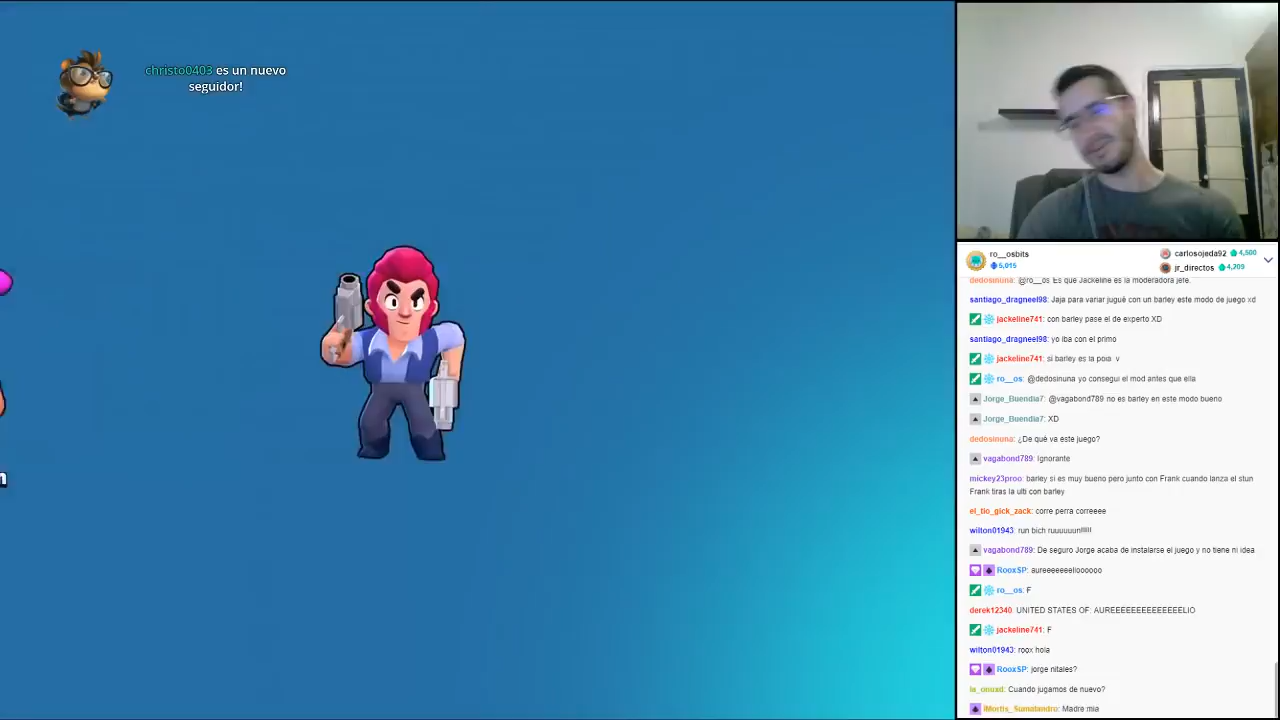 christo0403 es un nuevo
seguidor!
ro__osbits
5,015
carlosojeda92 4,500
jr_directos 4,209
dedosinuna: @ro__os Es que Jackeline es la moderadora jefe.
santiago_dragneel98: Jaja para variar jugué con un barley este modo de juego xd
jackeline741: con barley pase el de experto XD
santiago_dragneel98: yo iba con el primo
jackeline741: si barley es la
ro__os: @dedosinuna yo consegui el mod antes que ella
Jorge_Buendia7: @vagabond789 no es barley en este modo bueno
Jorge_Buendia7: XD
dedosinuna: ¿De qué va este juego?
vagabond789: Ignorante
mickey23proo: barley si es muy bueno pero junto con Frank cuando lanza el stun
Frank tiras la ulti con barley
el_tio_gick_zack: corre perra correeee
wilton01943: run bich ruuuuuun!!!!!
vagabond789: De seguro Jorge acaba de instalarse el juego y no tiene ni idea
RooxSP: aureeeeeeelioooooo
ro__os: F
derek12340 UNITED STATES OF: AUREEEEEEEEEEEEEELIO
jackeline741: F
wilton01943: roox hola
RooxSP: jorge nitales?
Cuando jugamos de nuevo?
iMortis_Sumatandro: Madre mia